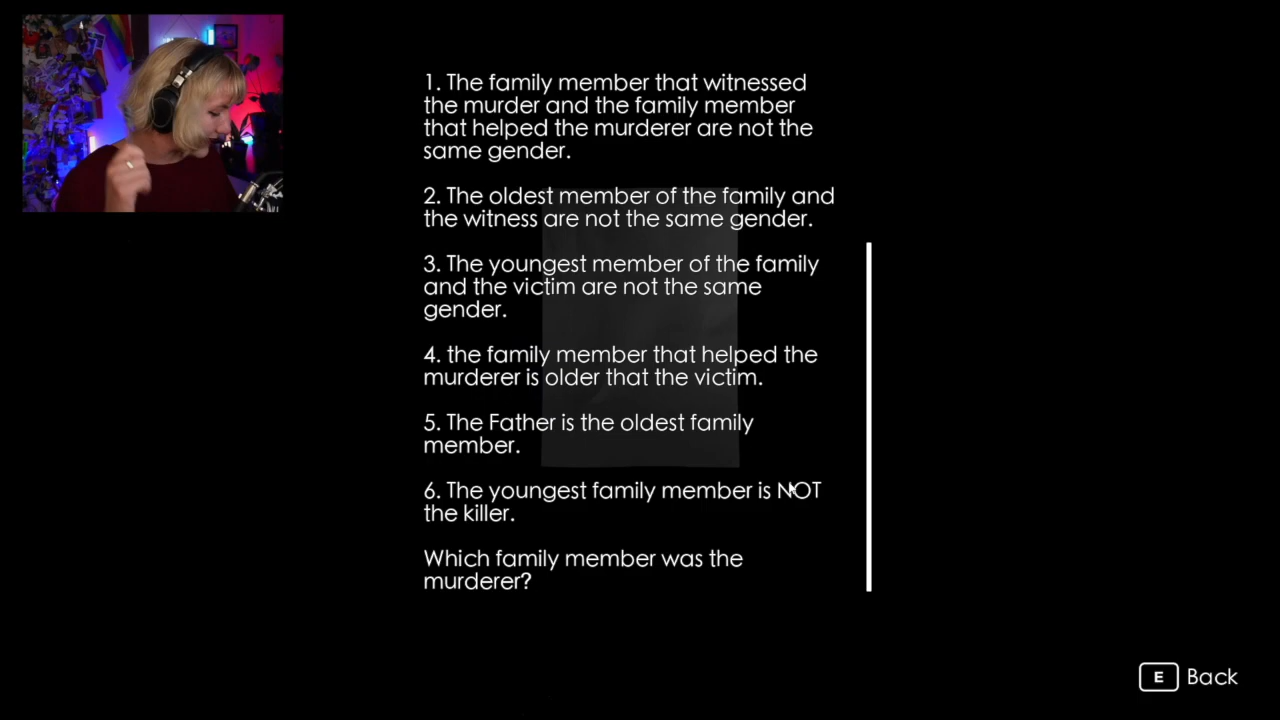 1. The family member that witnessed
the murder and the family member
that helped the murderer are not the
same gender.
2. The oldest member of the family and
the witness are not the same gender.
3. The youngest member of the family
and the victim are not the same
gender.
4. the family member that helped the
murderer is older that the victim.
5. The Father is the oldest family
member.
6. The youngest family member is NOT
the killer.
Which family member was the
murderer?
E Back